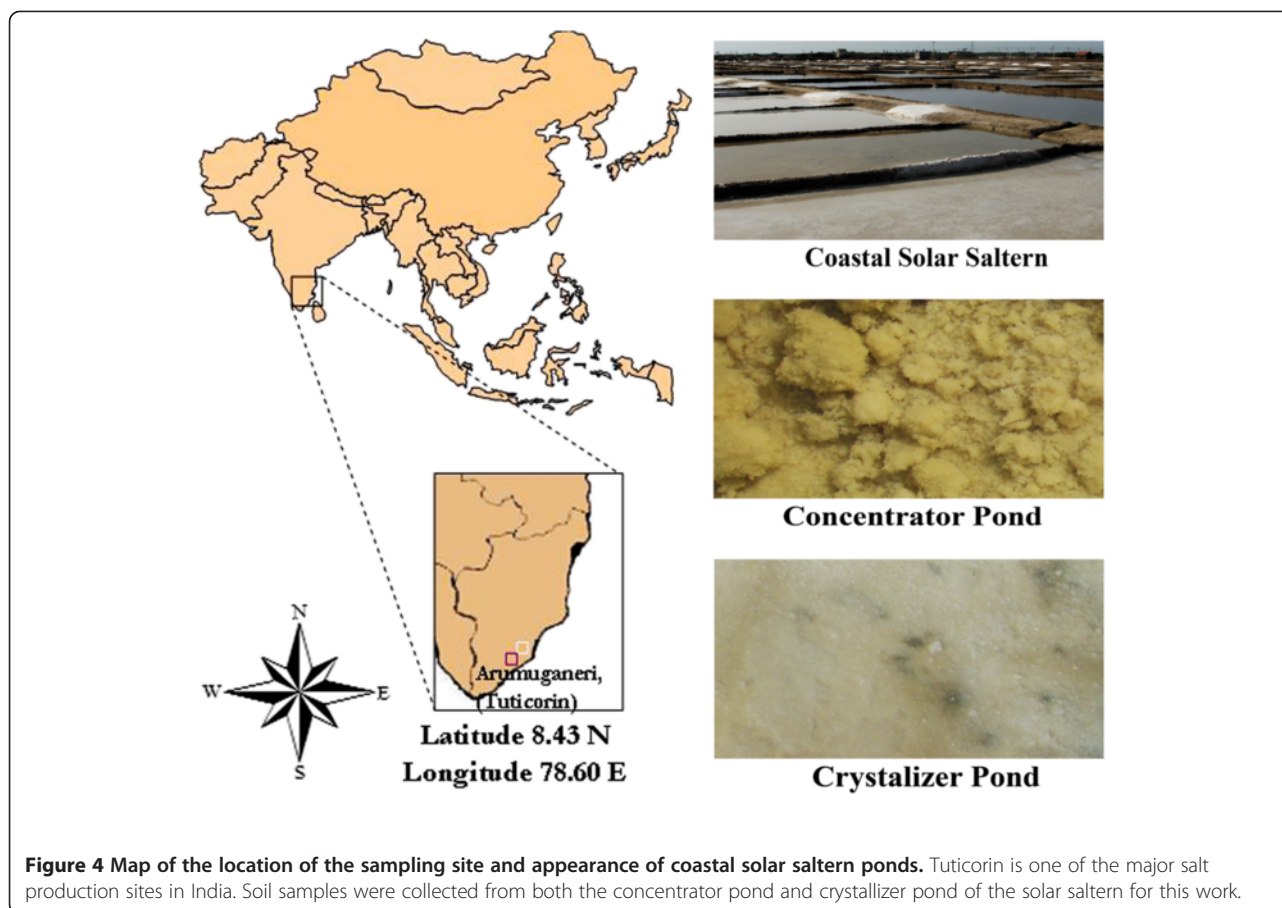 Coastal Solar Saltern
Concentrator Pond
N
W
E
S
Arumuganeri,
(Tuticorin)
Latitude 8.43 N
Longitude 78.60 E
Crystalizer Pond
Figure 4 Map of the location of the sampling site and appearance of coastal solar saltern ponds. Tuticorin is one of the major salt
production sites in India. Soil samples were collected from both the concentrator pond and crystallizer pond of the solar saltern for this work.